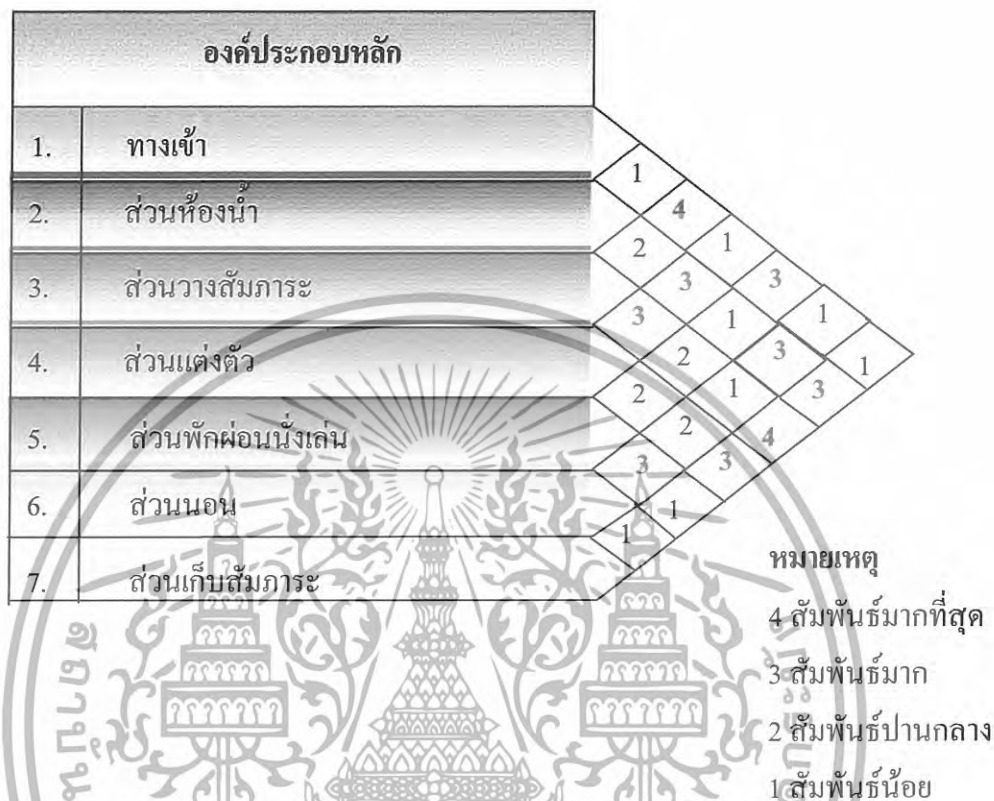 องค์ประกอบหลัก
1. ทางเข้า
2. ส่วนห้องน้ำ
3. ส่วนวางสัมภาระ
4. ส่วนแต่งตัว
5. ส่วนพักผ่อนนั่งเล่น
6. ส่วนนอน
7. ส่วนเก็บสัมภาระ
1
4
2 1
3 3
3 1 1
2 3 1
2 1 3
2 4
3 3
1
1
หมายเหตุ
4 สัมพันธ์มากที่สุด
3 สัมพันธ์มาก
2 สัมพันธ์ปานกลาง
1 สัมพันธ์น้อย